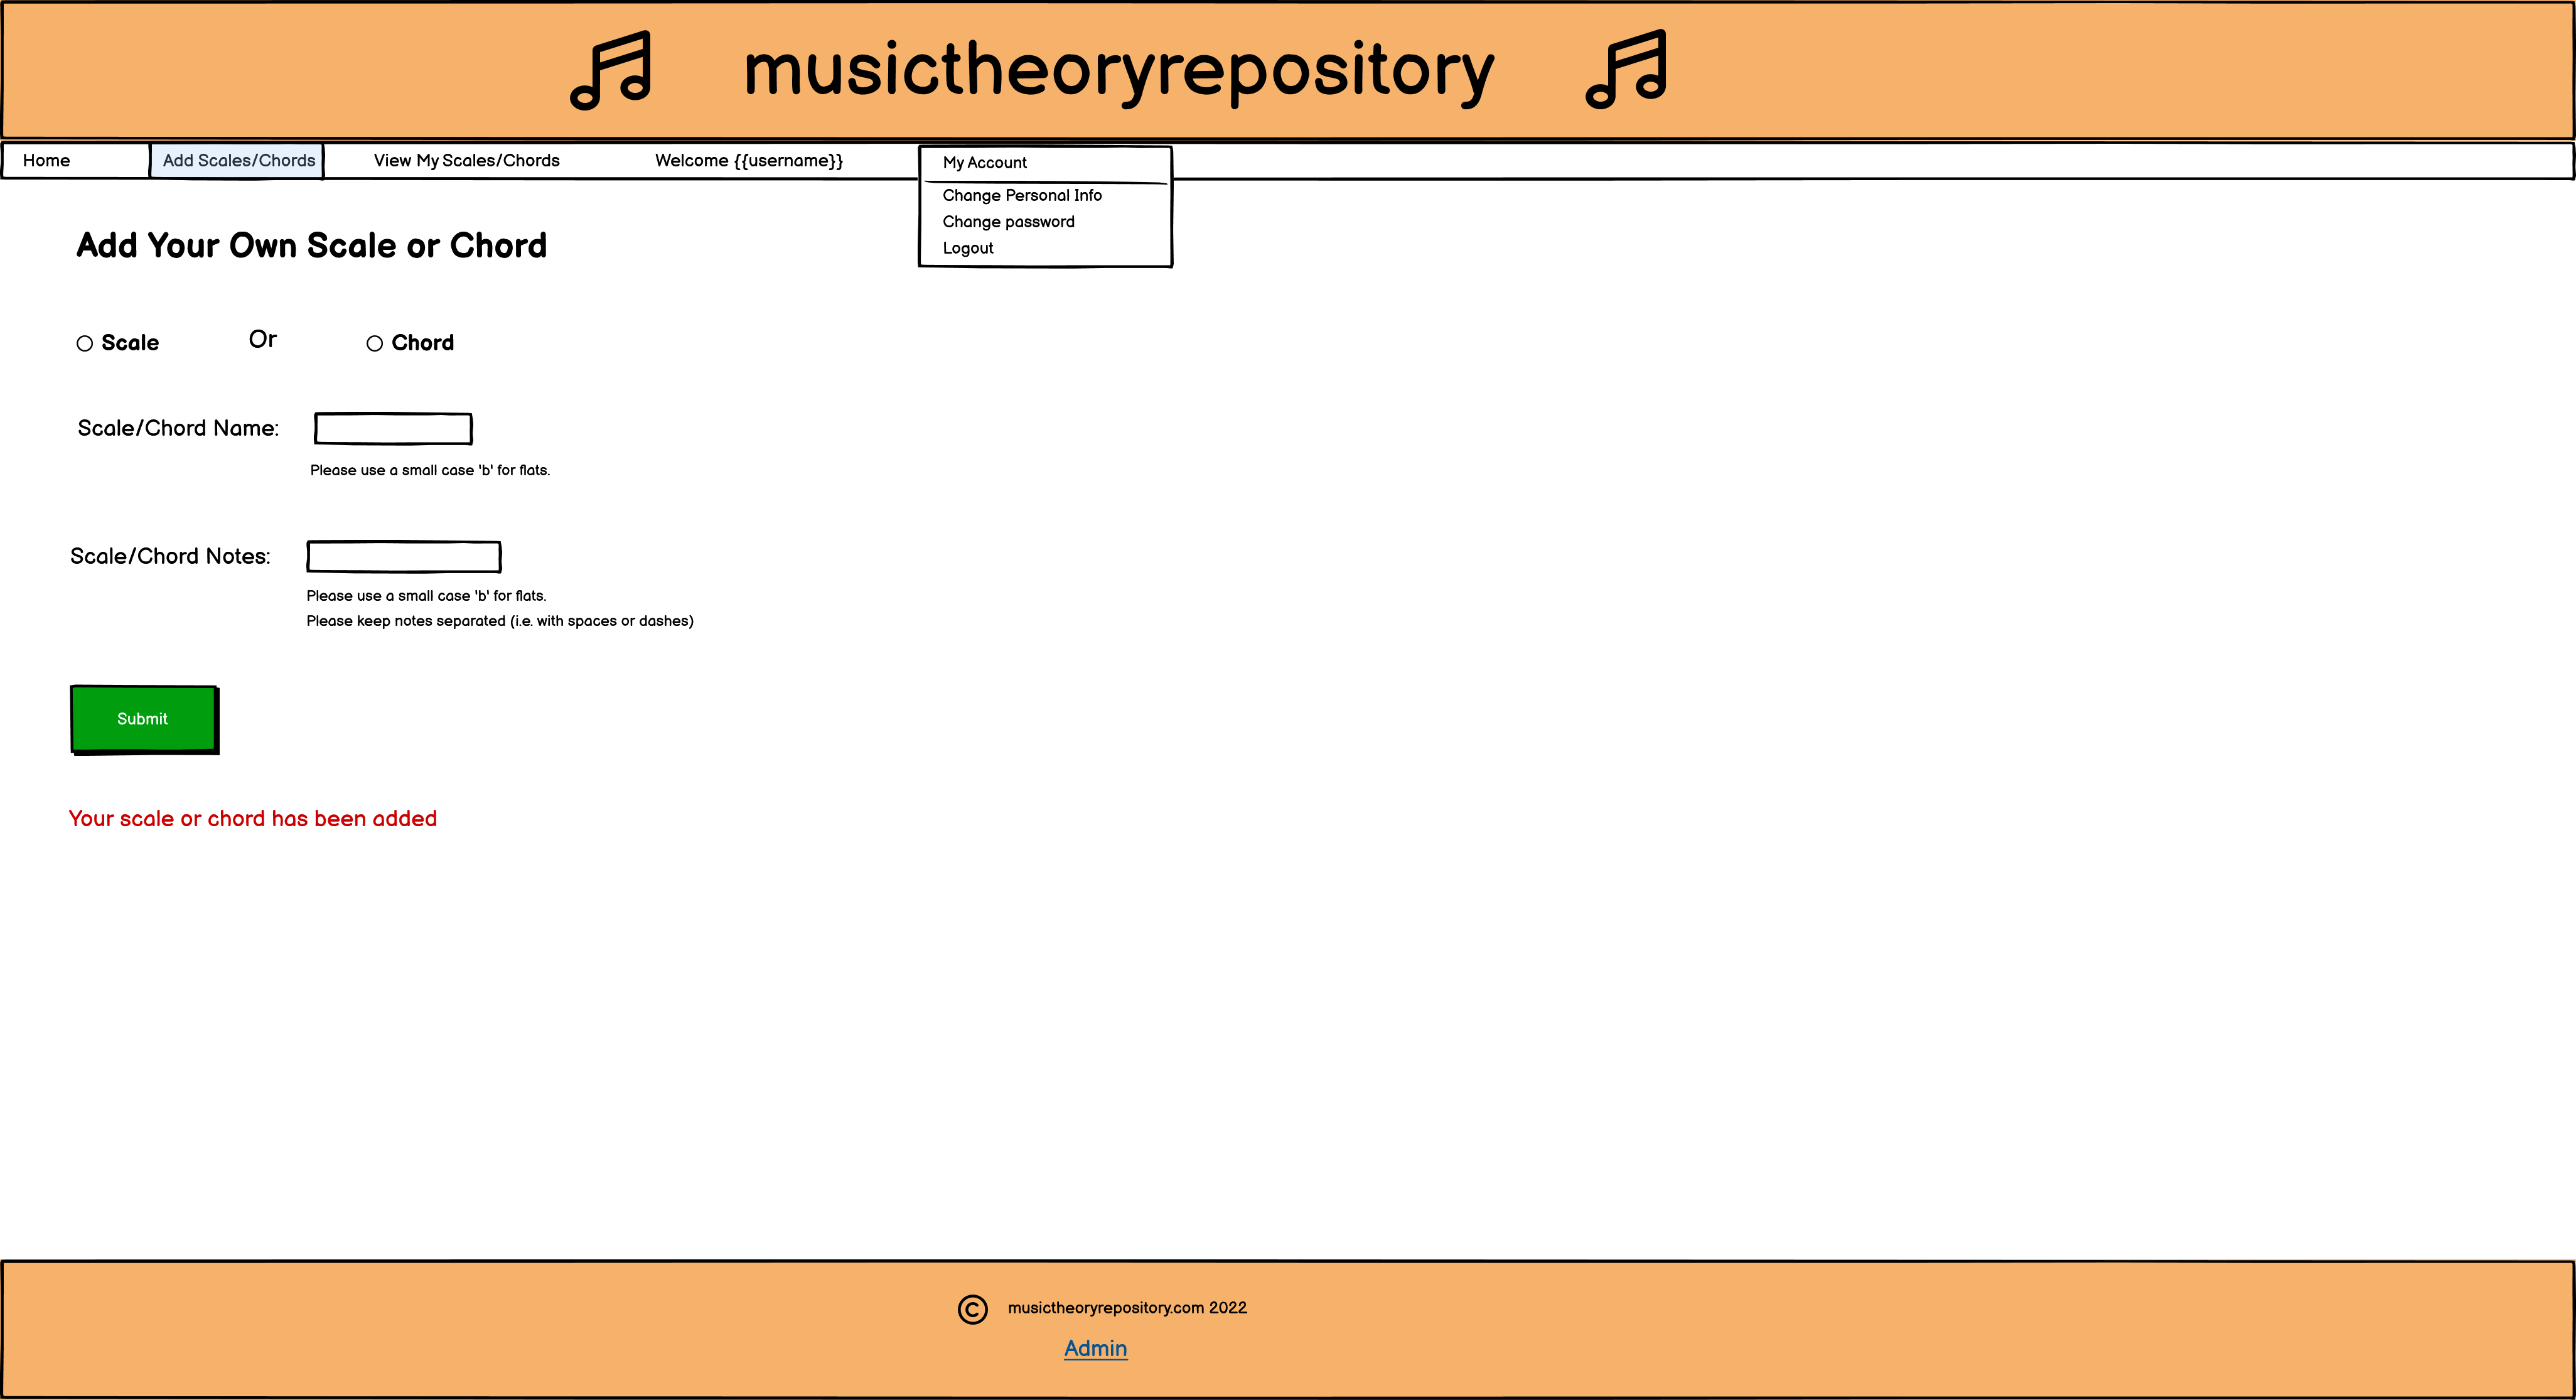 musictheoryrepository
Home Add Scales/Chords View My Scales/Chords Welcome {{username}} My Account
Change Personal Info
Change password
Logout
Add Your Own Scale or Chord
Scale Or Chord
Scale/Chord Name:
Please use a small case 'b' for flats.
Scale/Chord Notes:
Please use a small case 'b' for flats.
Please keep notes separated (i.e. with spaces or dashes)
Submit
Your scale or chord has been added
© musictheoryrepository.com 2022
Admin